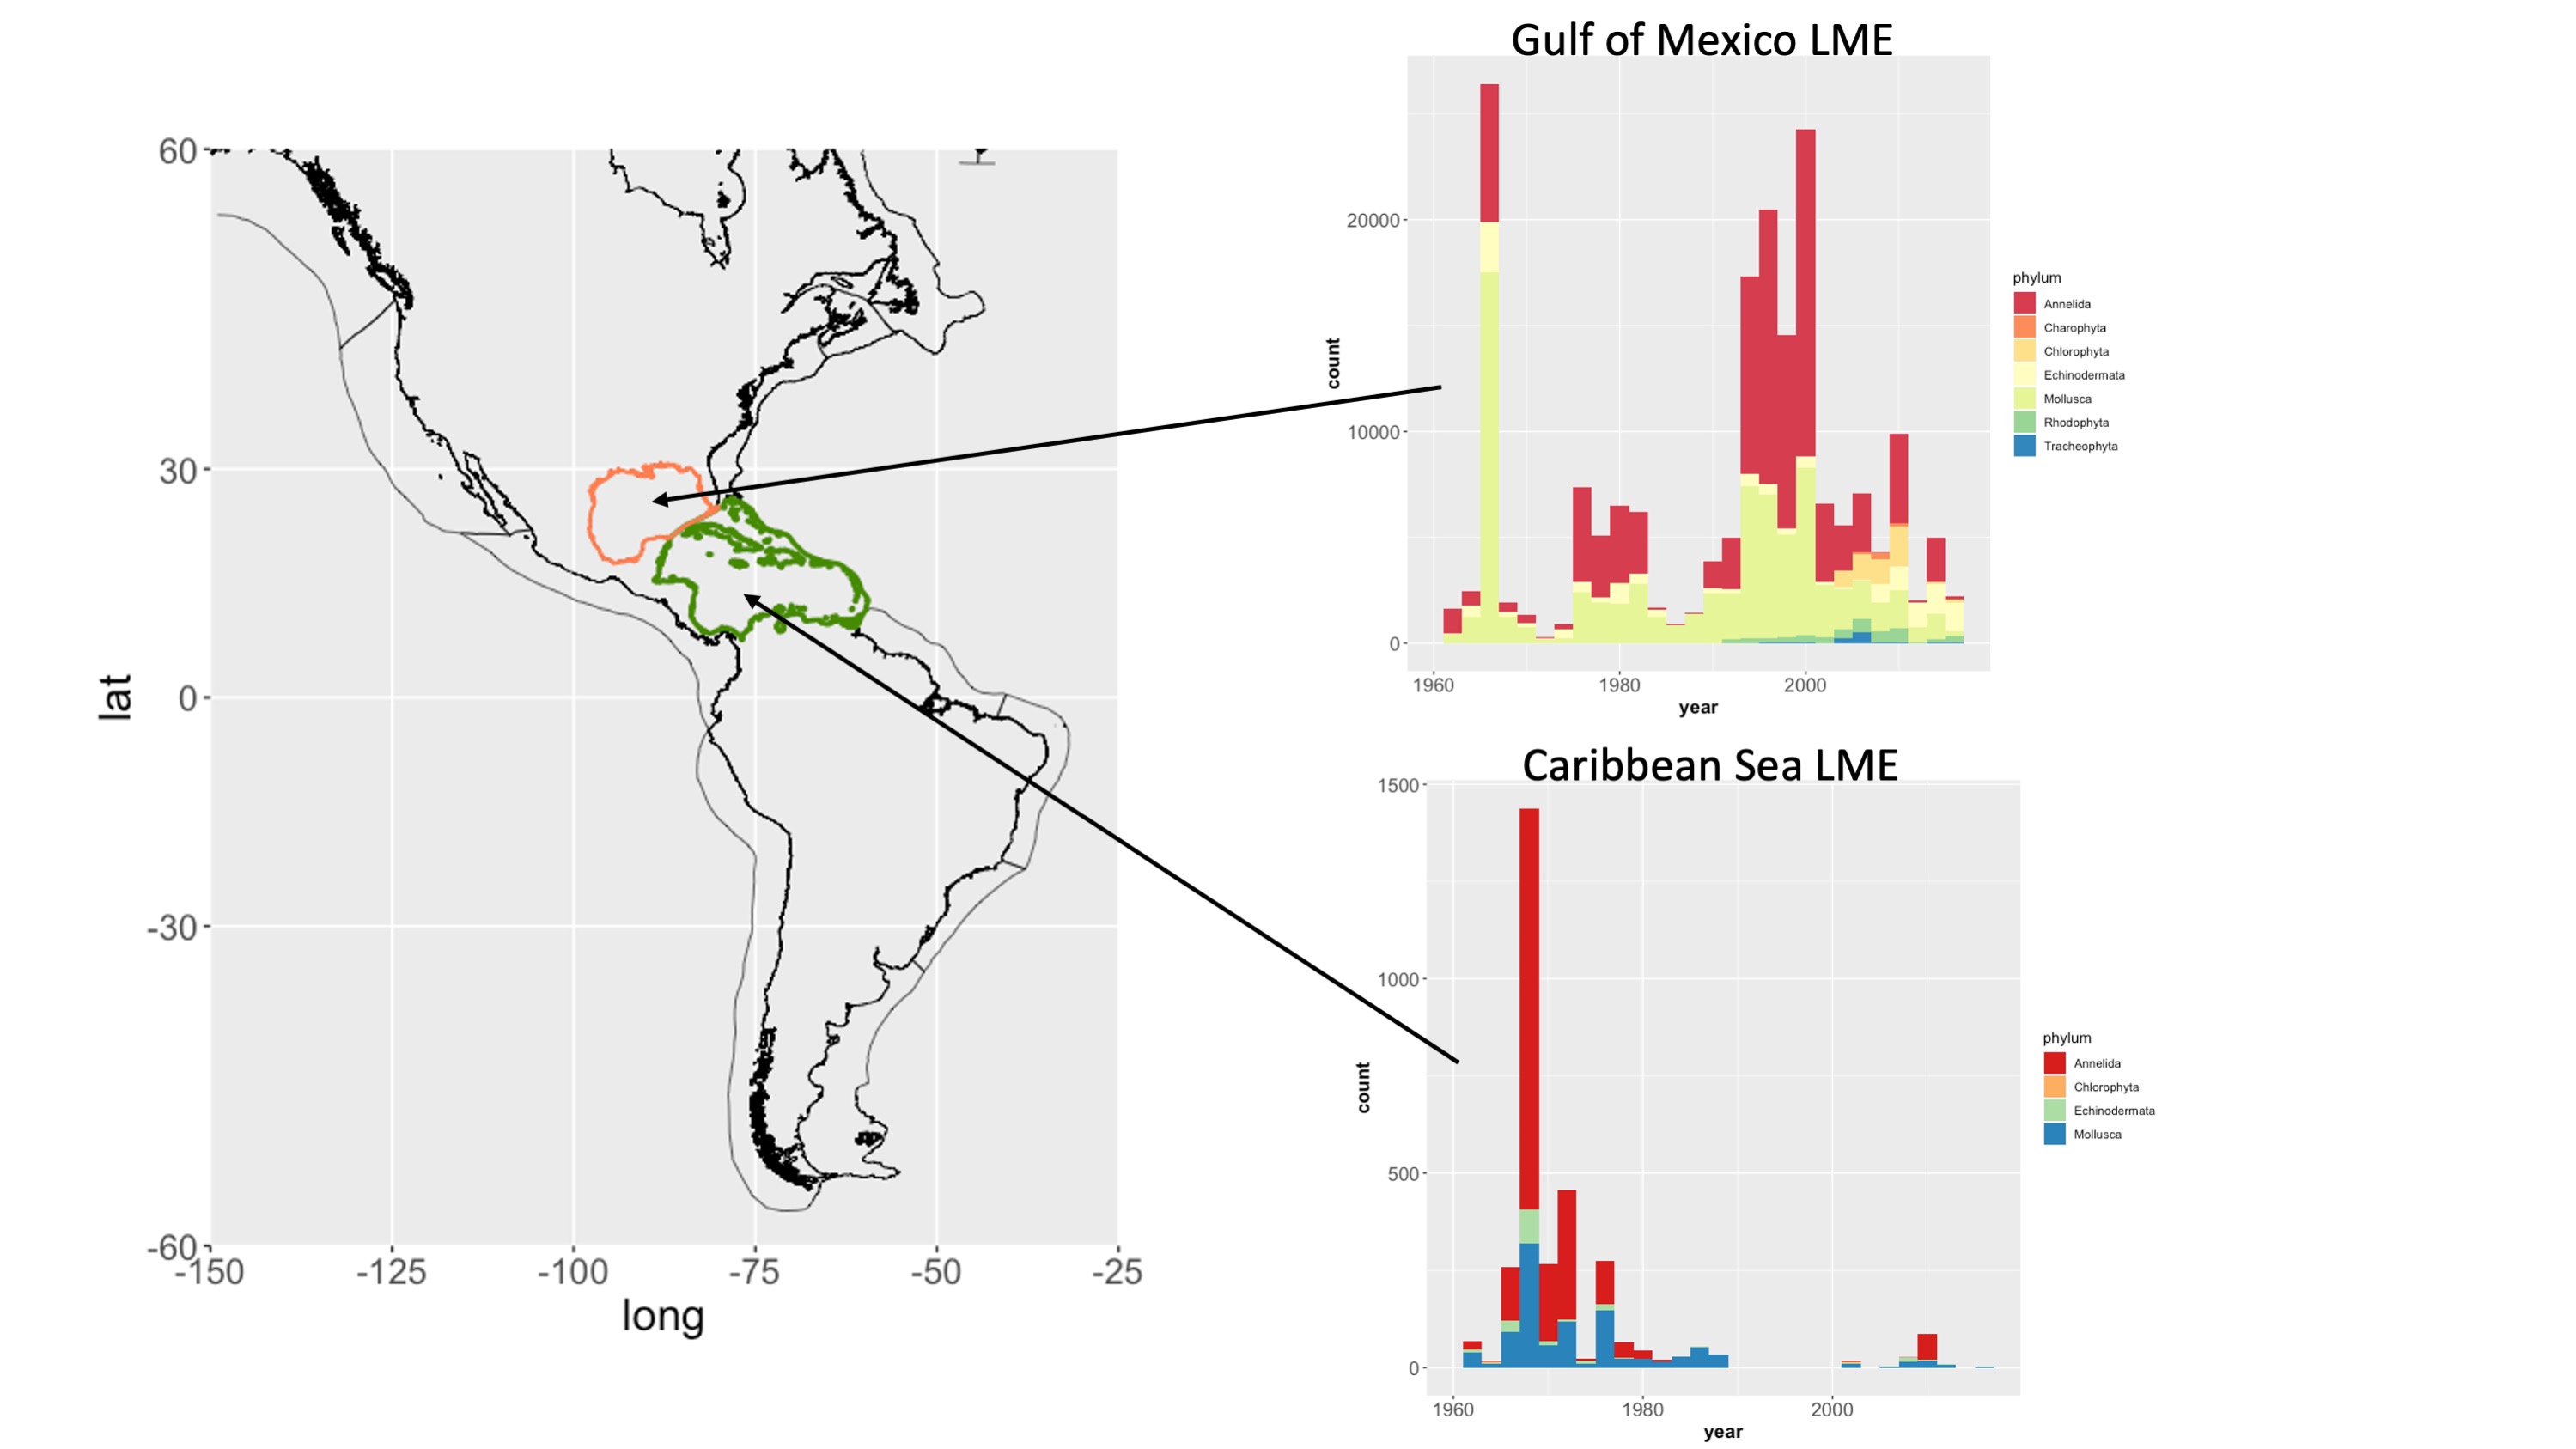 Gulf of Mexico LME
60
30
0
-30
-60
lat
-150
-125
-100
-75
-50
-25
long
count
20000
10000
0
1960
1980
2000
year
phylum
Annelida
Charophyta
Chlorophyta
Echinodermata
Mollusca
Rhodophyta
Tracheophyta
Caribbean Sea LME
count
1500
1000
500
0
1960
1980
2000
year
phylum
Annelida
Chlorophyta
Echinodermata
Mollusca